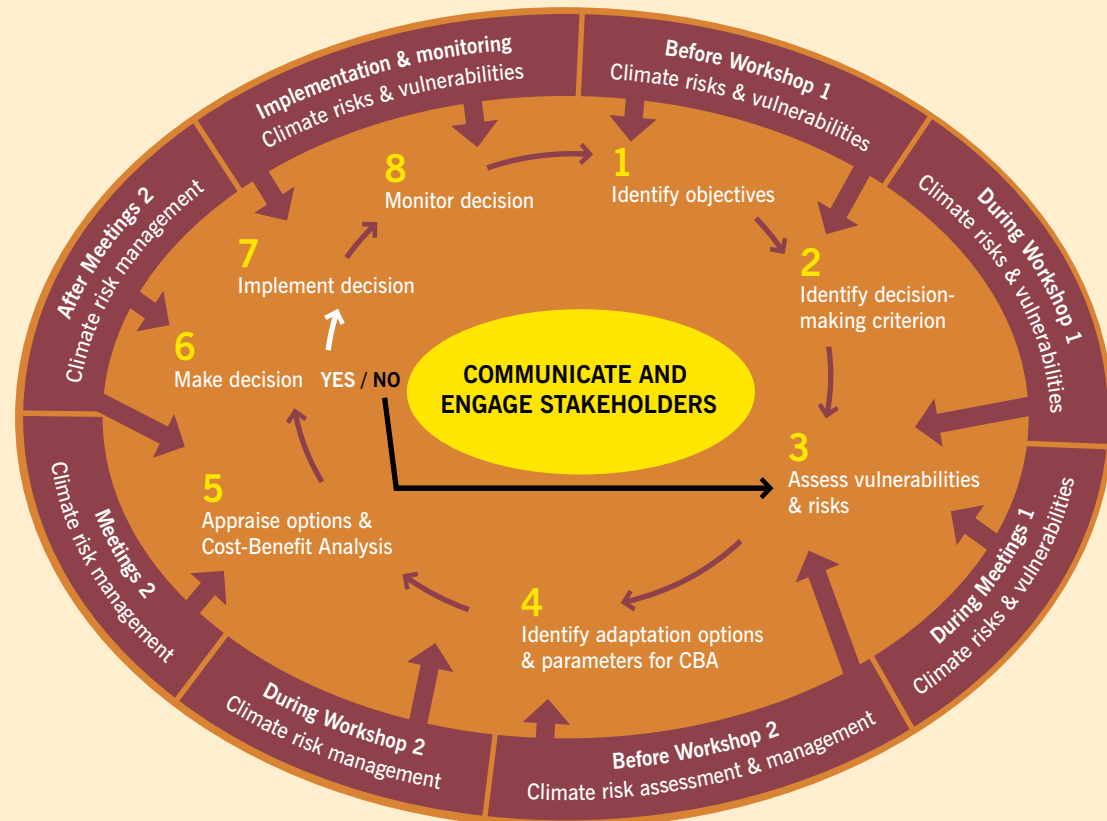 Implementation & monitoring
Climate risks & vulnerabilities
Before Workshop 1
Climate risks & vulnerabilities
During Workshop 1
Climate risks & vulnerabilities
During Meetings 1
Climate risks & vulnerabilities
Before Workshop 2
Climate risk assessment & management
During Workshop 2
Climate risk management
Meetings 2
Climate risk management
After Meetings 2
Climate risk management
1
Identify objectives
2
Identify decision-
making criterion
3
Assess vulnerabilities
& risks
4
Identify adaptation options
& parameters for CBA
5
Appraise options &
Cost-Benefit Analysis
6
Make decision YES / NO
7
Implement decision
8
Monitor decision
COMMUNICATE AND
ENGAGE STAKEHOLDERS